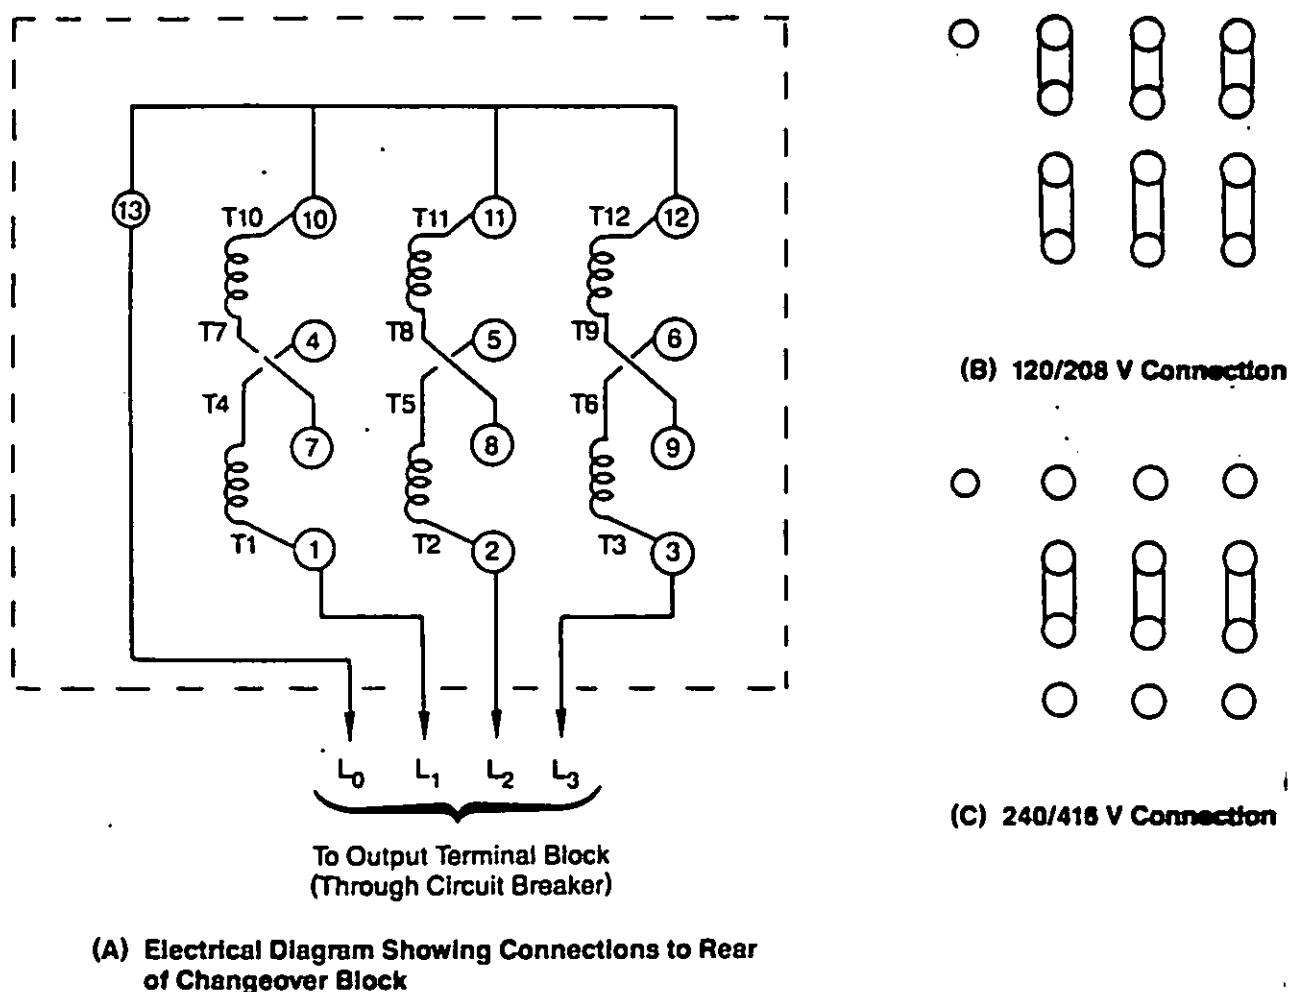 13
T10
10
T11
11
T12
12
T7
4
T8
5
T9
6
T4
7
T5
8
T6
9
T1
1
T2
2
T3
3
L0
L1
L2
L3
To Output Terminal Block
(Through Circuit Breaker)
(A) Electrical Diagram Showing Connections to Rear
of Changeover Block
(B) 120/208 V Connection
(C) 240/416 V Connection